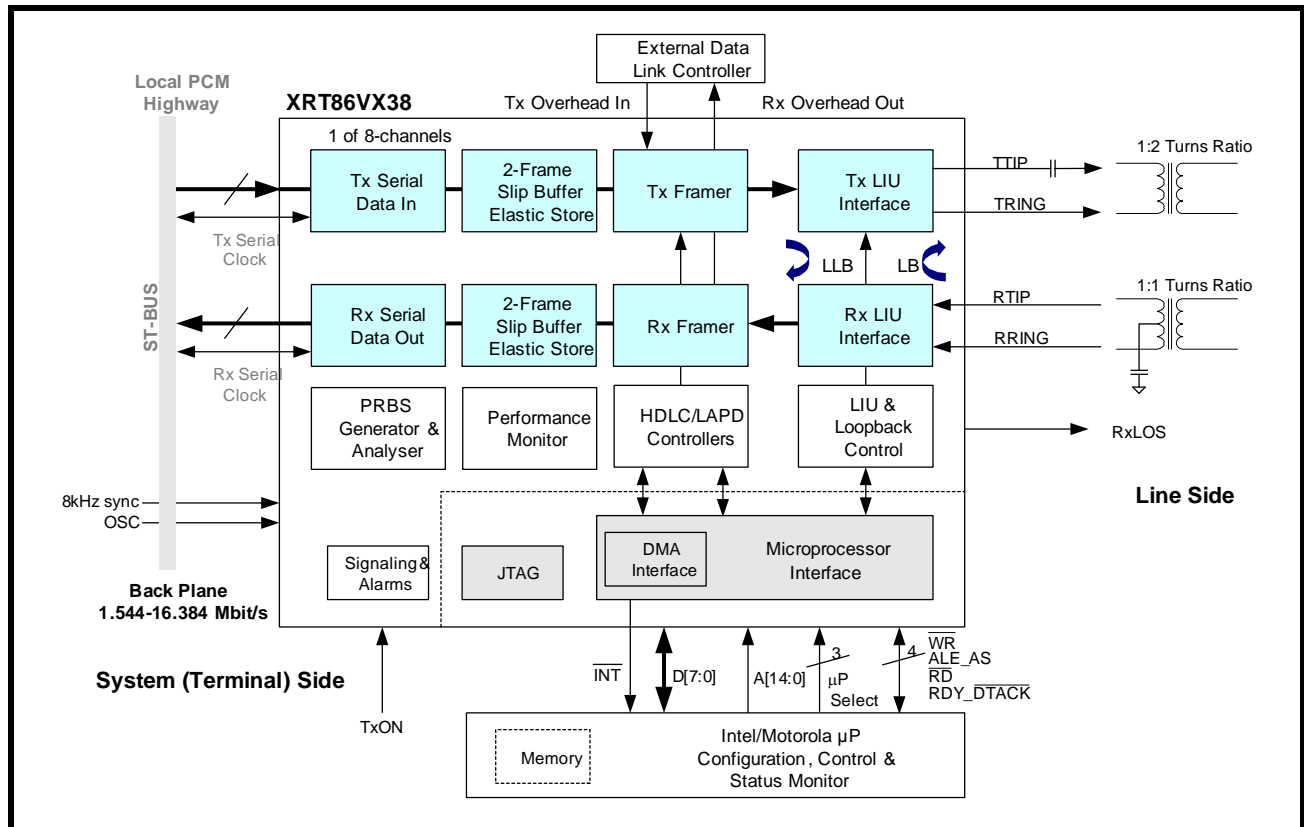 External Data
Link Controller
Local PCM
Highway
XRT86VX38
Tx Overhead In
Rx Overhead Out
1 of 8-channels
Tx Serial
Data In
2-Frame
Slip Buffer
Elastic Store
Tx Framer
Tx LIU
Interface
TTIP
TRING
1:2 Turns Ratio
Tx Serial
Clock
LLB
LB
ST-BUS
Rx Serial
Data Out
2-Frame
Slip Buffer
Elastic Store
Rx Framer
Rx LIU
Interface
RTIP
RRING
1:1 Turns Ratio
Rx Serial
Clock
PRBS
Generator &
Analyser
Performance
Monitor
HDLC/LAPD
Controllers
LIU &
Loopback
Control
RxLOS
8kHz sync
OSC
Line Side
Signaling &
Alarms
JTAG
DMA
Interface
Microprocessor
Interface
Back Plane
1.544-16.384 Mbit/s
System (Terminal) Side
TxON
INT
D[7:0]
A[14:0]
3
µP
Select
4
WR
ALE_AS
RD
RDY_DTACK
Memory
Intel/Motorola µP
Configuration, Control &
Status Monitor